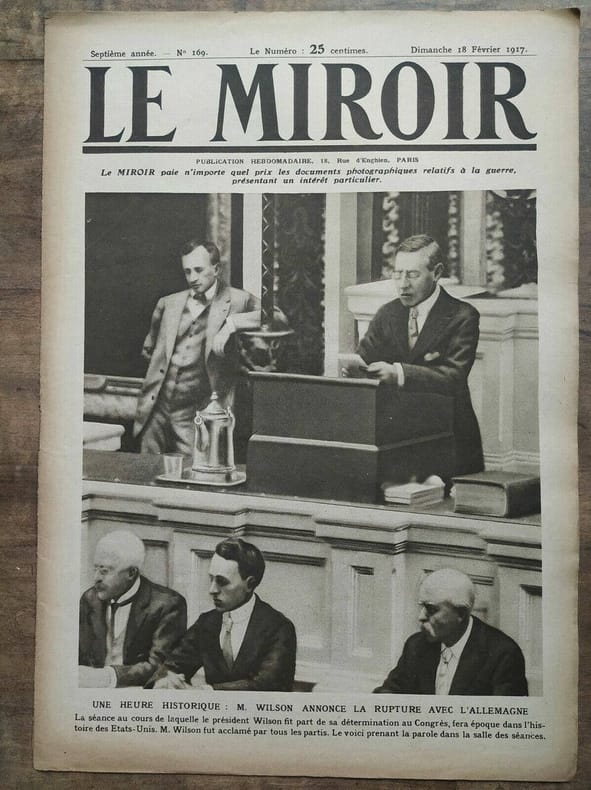 Septième année. — N° 169. Le Numéro : 25 centimes. Dimanche 18 Février 1917.
LE MIROIR
PUBLICATION HEBDOMADAIRE, 18, Rue d'Enghien, PARIS
Le MIROIR paie n'importe quel prix les documents photographiques relatifs à la guerre,
présentant un intérêt particulier.
UNE HEURE HISTORIQUE : M. WILSON ANNONCE LA RUPTURE AVEC L'ALLEMAGNE
La séance au cours de laquelle le président Wilson fit part de sa détermination au Congrès, fera époque dans l'his-
toire des Etats-Unis. M. Wilson fut acclamé par tous les partis. Le voici prenant la parole dans la salle des séances.